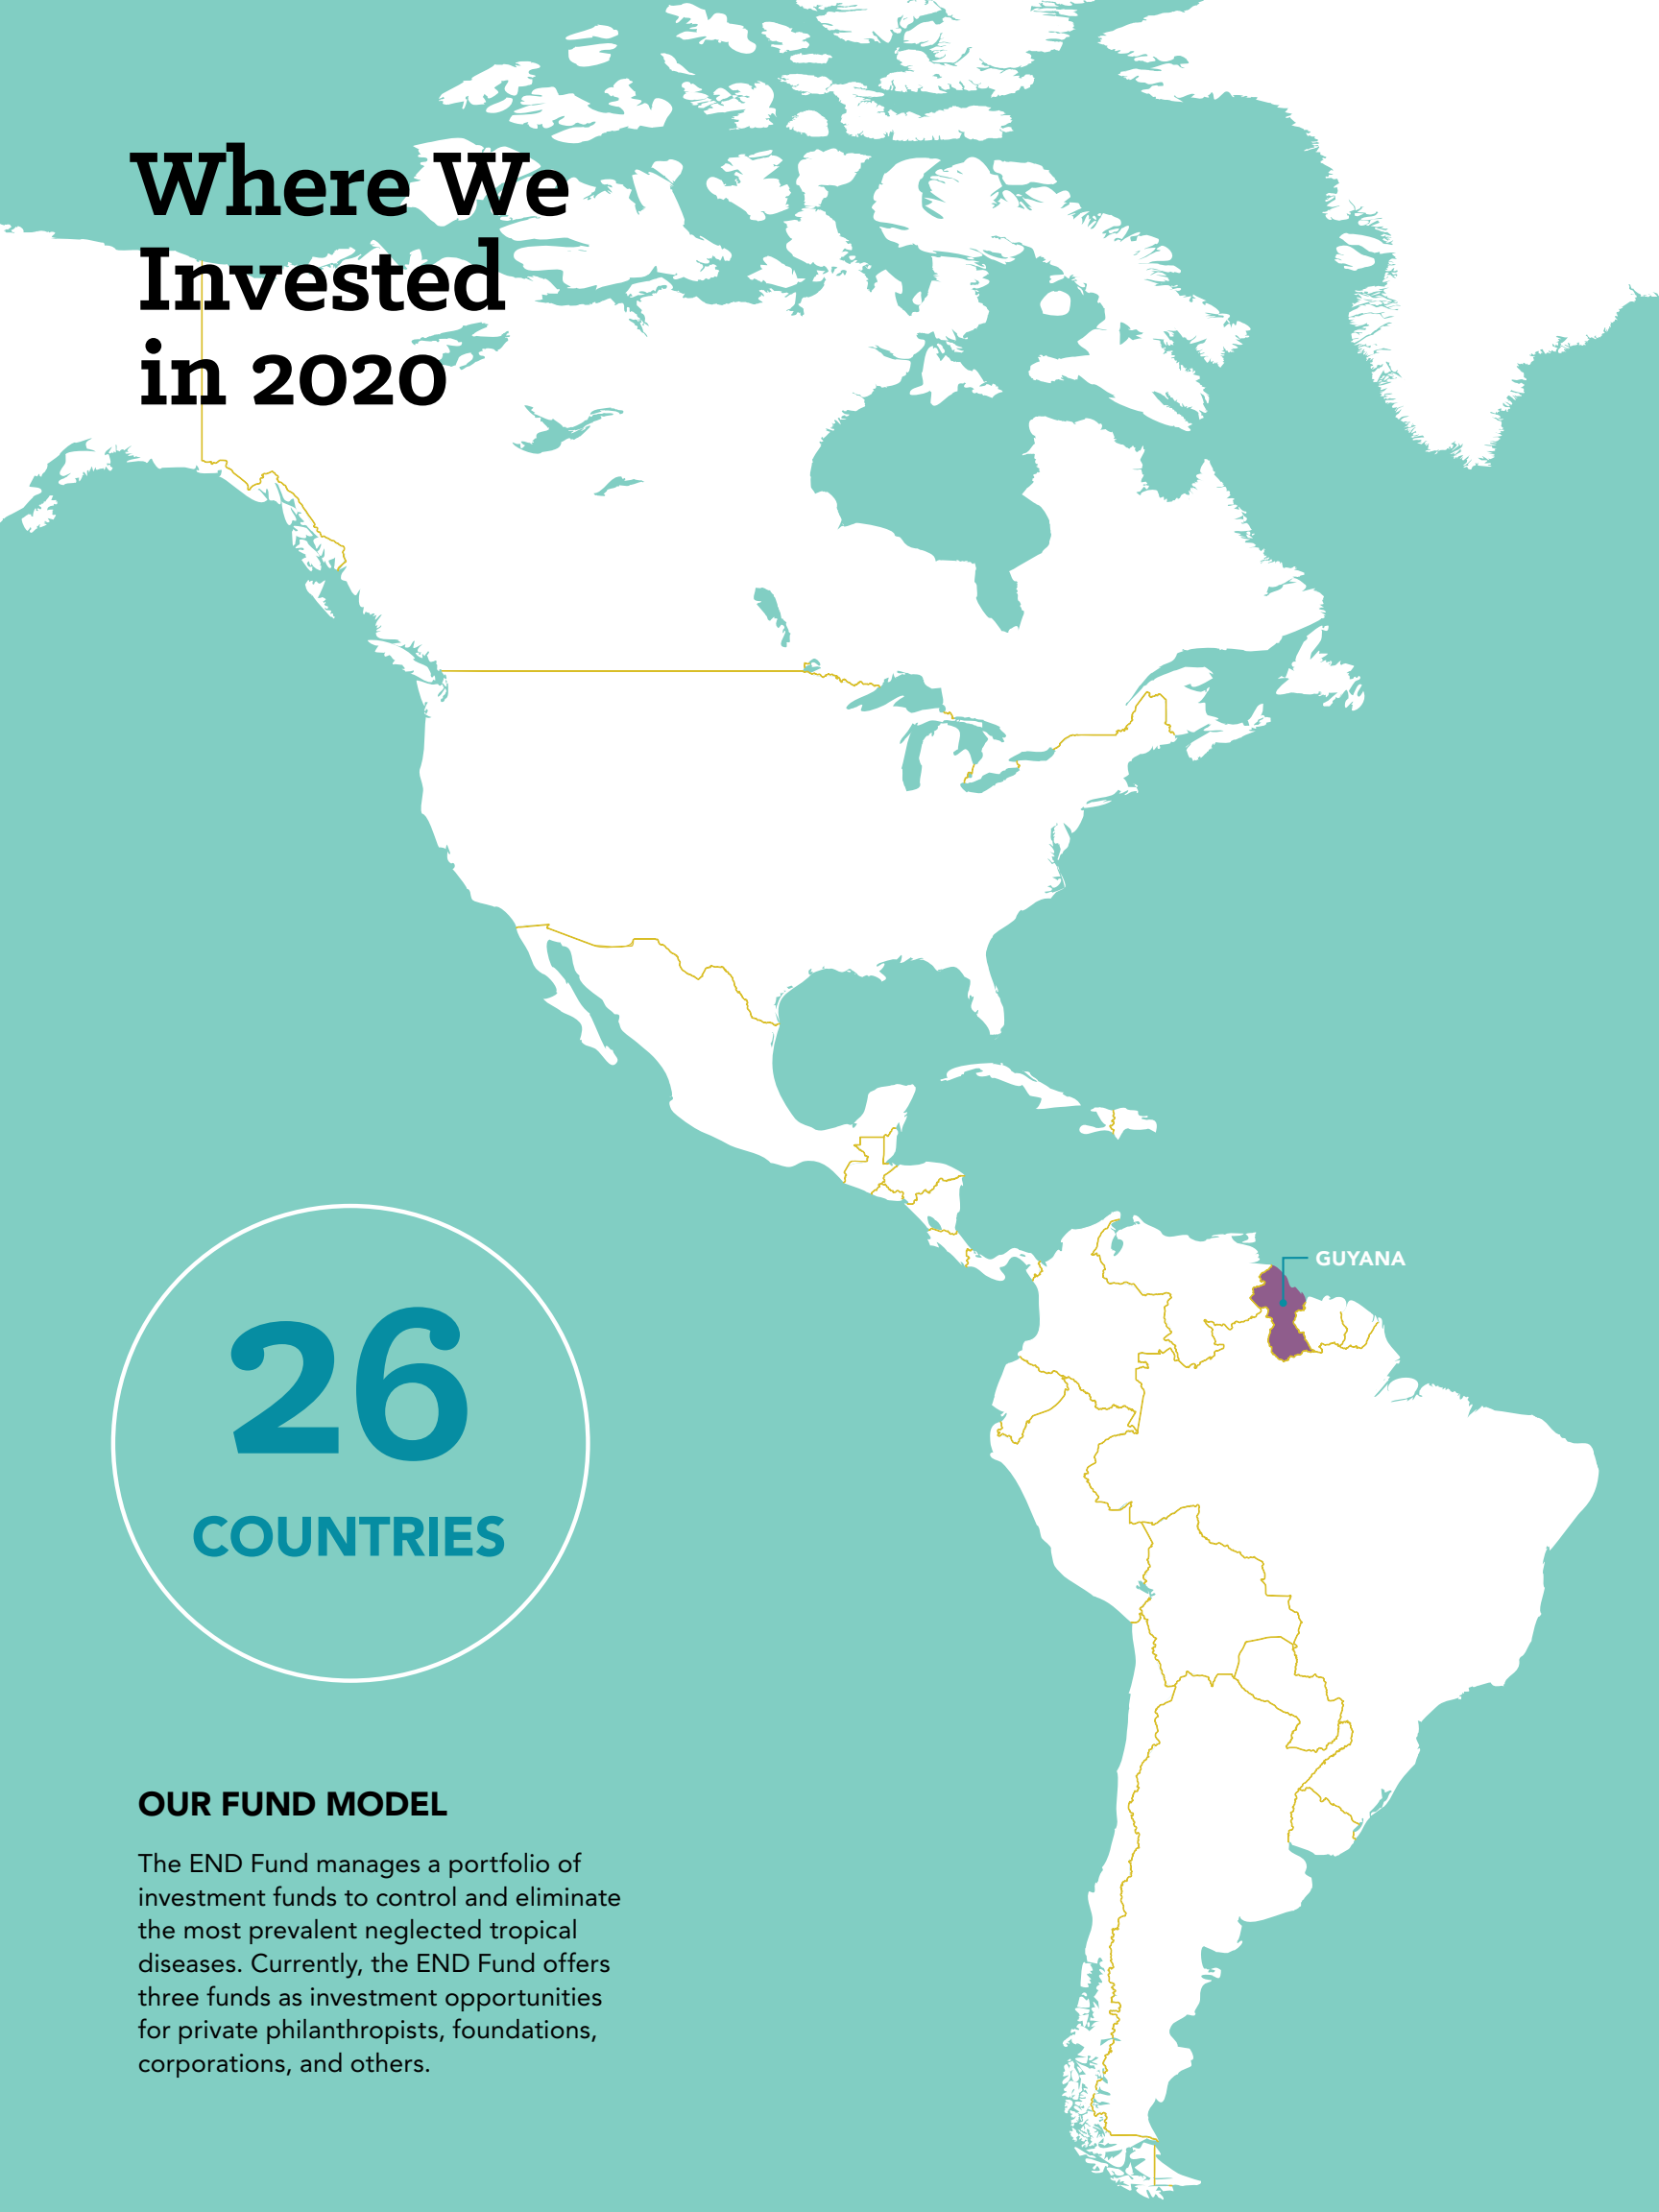 Where We
Invested
in 2020
GUYANA
26
COUNTRIES
OUR FUND MODEL
The END Fund manages a portfolio of
investment funds to control and eliminate
the most prevalent neglected tropical
diseases. Currently, the END Fund offers
three funds as investment opportunities
for private philanthropists, foundations,
corporations, and others.